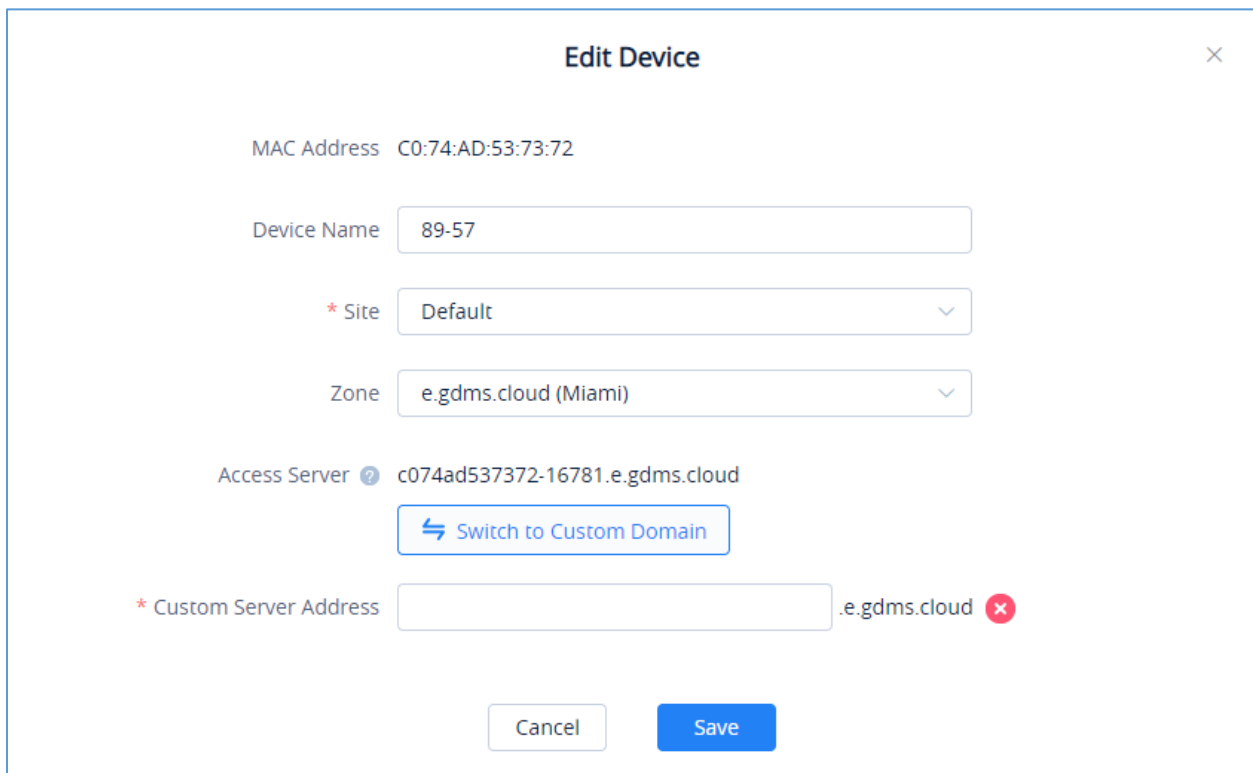 Edit Device
MAC Address C0:74:AD:53:73:72
Device Name 89-57
* Site Default
Zone e.gdms.cloud (Miami)
Access Server ? c074ad537372-16781.e.gdms.cloud
Switch to Custom Domain
* Custom Server Address .e.gdms.cloud
Cancel Save